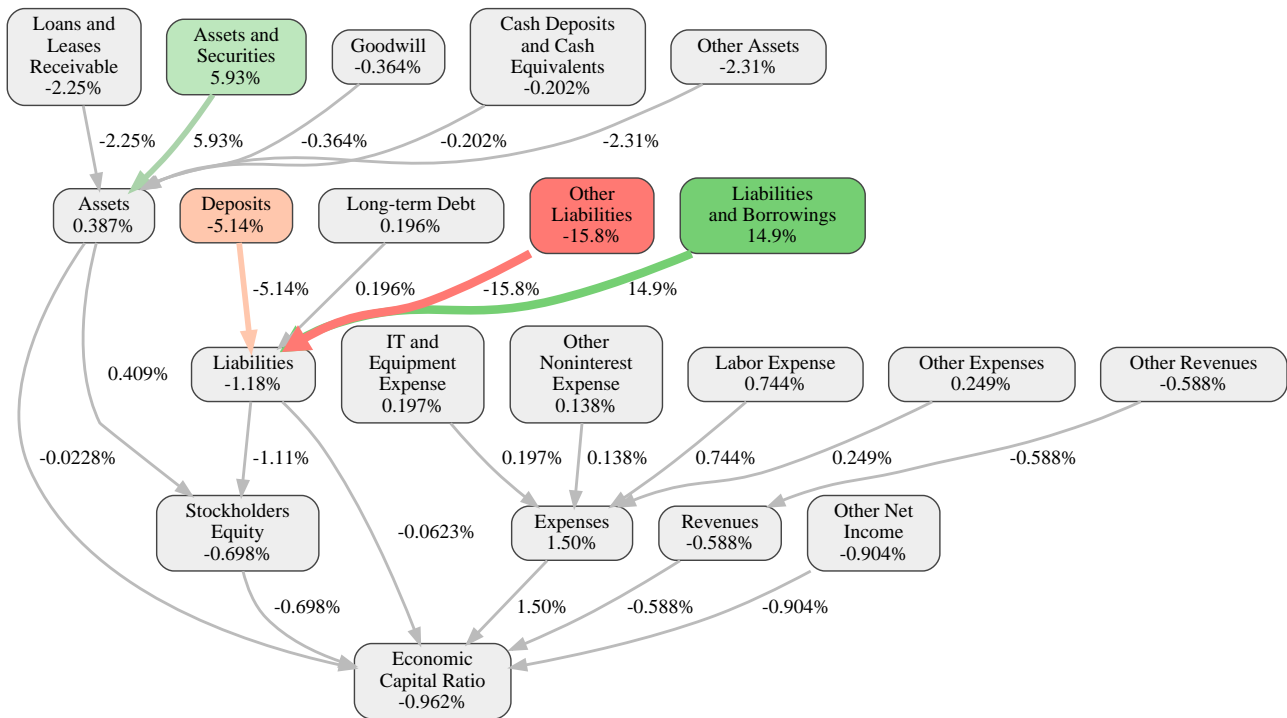 Loans and
Leases
Receivable
-2.25%
Assets and
Securities
5.93%
Goodwill
-0.364%
Cash Deposits
and Cash
Equivalents
-0.202%
Other Assets
-2.31%
-2.25%
5.93%
-0.364%
-0.202%
-2.31%
Assets
0.387%
Deposits
-5.14%
Long-term Debt
0.196%
Other
Liabilities
-15.8%
Liabilities
and Borrowings
14.9%
-5.14%
0.196%
-15.8%
14.9%
Liabilities
-1.18%
IT and
Equipment
Expense
0.197%
Other
Noninterest
Expense
0.138%
Labor Expense
0.744%
Other Expenses
0.249%
Other Revenues
-0.588%
0.409%
-0.0228%
-1.11%
0.197%
0.138%
0.744%
0.249%
-0.588%
Stockholders
Equity
-0.698%
-0.0623%
Expenses
1.50%
Revenues
-0.588%
Other Net
Income
-0.904%
-0.698%
1.50%
-0.588%
-0.904%
Economic
Capital Ratio
-0.962%